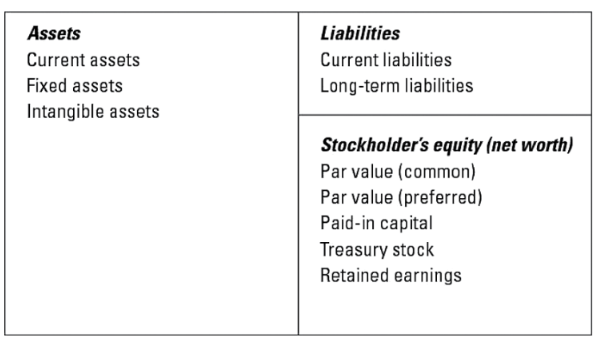 Assets
Current assets
Fixed assets
Intangible assets
Liabilities
Current liabilities
Long-term liabilities
Stockholder's equity (net worth)
Par value (common)
Par value (preferred)
Paid-in capital
Treasury stock
Retained earnings